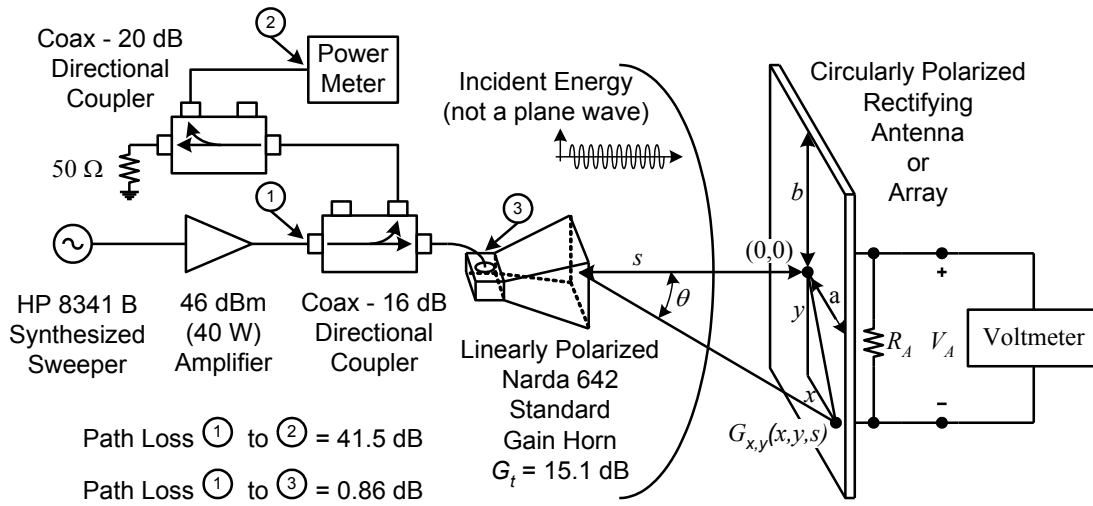 ②
Coax - 20 dB
Directional
Coupler
Power
Meter
50 Ω
①
HP 8341 B
Synthesized
Sweeper
46 dBm
(40 W)
Amplifier
Coax - 16 dB
Directional
Coupler
③
Linearly Polarized
Narda 642
Standard
Gain Horn
G_t = 15.1 dB
Path Loss ① to ② = 41.5 dB
Path Loss ① to ③ = 0.86 dB
Incident Energy
(not a plane wave)
s
θ
Circularly Polarized
Rectifying
Antenna
or
Array
b
(0,0)
a
y
x
G_{x,y}(x,y,s)
R_A
+
V_A
−
Voltmeter